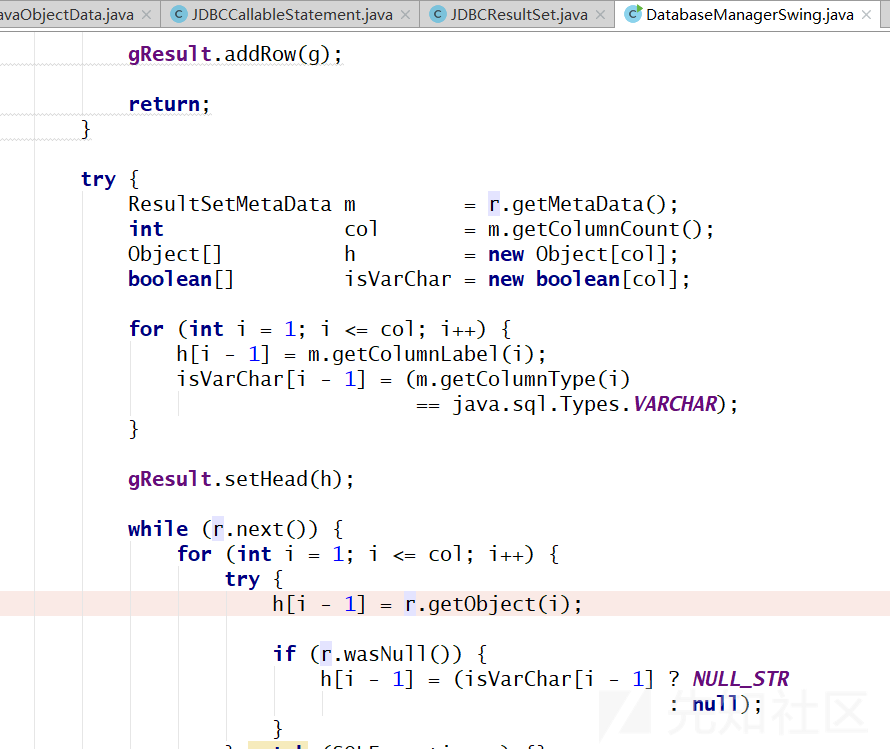 avaObjectData.java JDBCCallableStatement.java JDBCResultSet.java DatabaseManagerSwing.java
gResult.addRow(g);
return;
}
try {
ResultSetMetaData m = r.getMetaData();
int col = m.getColumnCount();
Object[] h = new Object[col];
boolean[] isVarChar = new boolean[col];
for (int i = 1; i <= col; i++) {
h[i - 1] = m.getColumnLabel(i);
isVarChar[i - 1] = (m.getColumnType(i)
== java.sql.Types.VARCHAR);
}
gResult.setHead(h);
while (r.next()) {
for (int i = 1; i <= col; i++) {
try {
h[i - 1] = r.getObject(i);
if (r.wasNull()) {
h[i - 1] = (isVarChar[i - 1] ? NULL_STR
: null);
}
先知社区